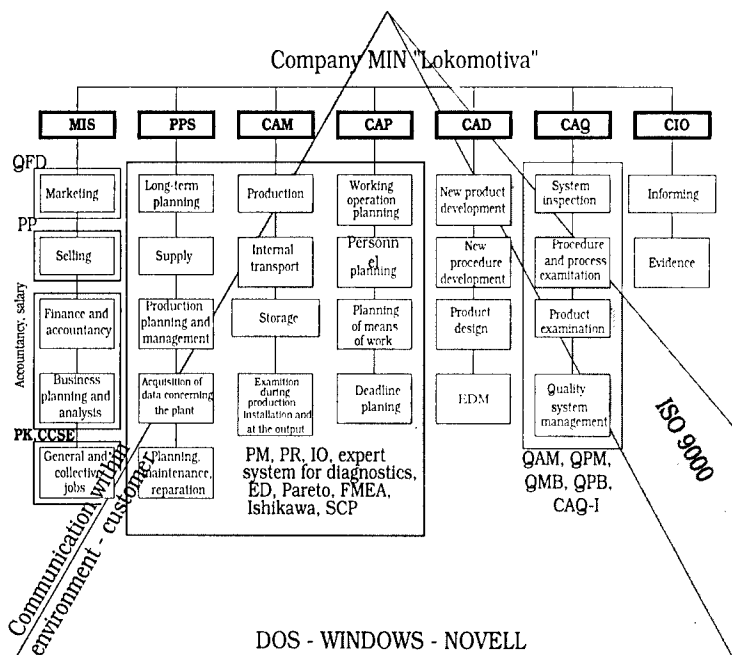 Company MIN "Lokomotiva"
MIS
PPS
CAM
CAP
CAD
CAQ
CIO
QFD
Marketing
PP
Selling
Accountancy, salary
Finance and
accountancy
Business
planning and
analysis
PK, CCSE
General and
collective
jobs
Long-term
planning
Supply
Production
planning and
management
Acquisition of
data concerning
the plant
Planning,
maintenance,
reparation
Production
Internal
transport
Storage
Examition
during
production
installation and
at the output
Working
operation
planning
Personn
el
planning
Planning
of means
of work
Deadline
planing
PM, PR, IO, expert
system for diagnostics,
ED, Pareto, FMEA,
Ishikawa, SCP
New product
development
New
procedure
development
Product
design
EDM
System
inspection
Procedure
and process
examitation
Product
examination
Quality
system
management
QAM, QPM,
QMB, QPB,
CAQ-I
Informing
Evidence
Communication within
environment - customer
ISO 9000
DOS - WINDOWS - NOVELL